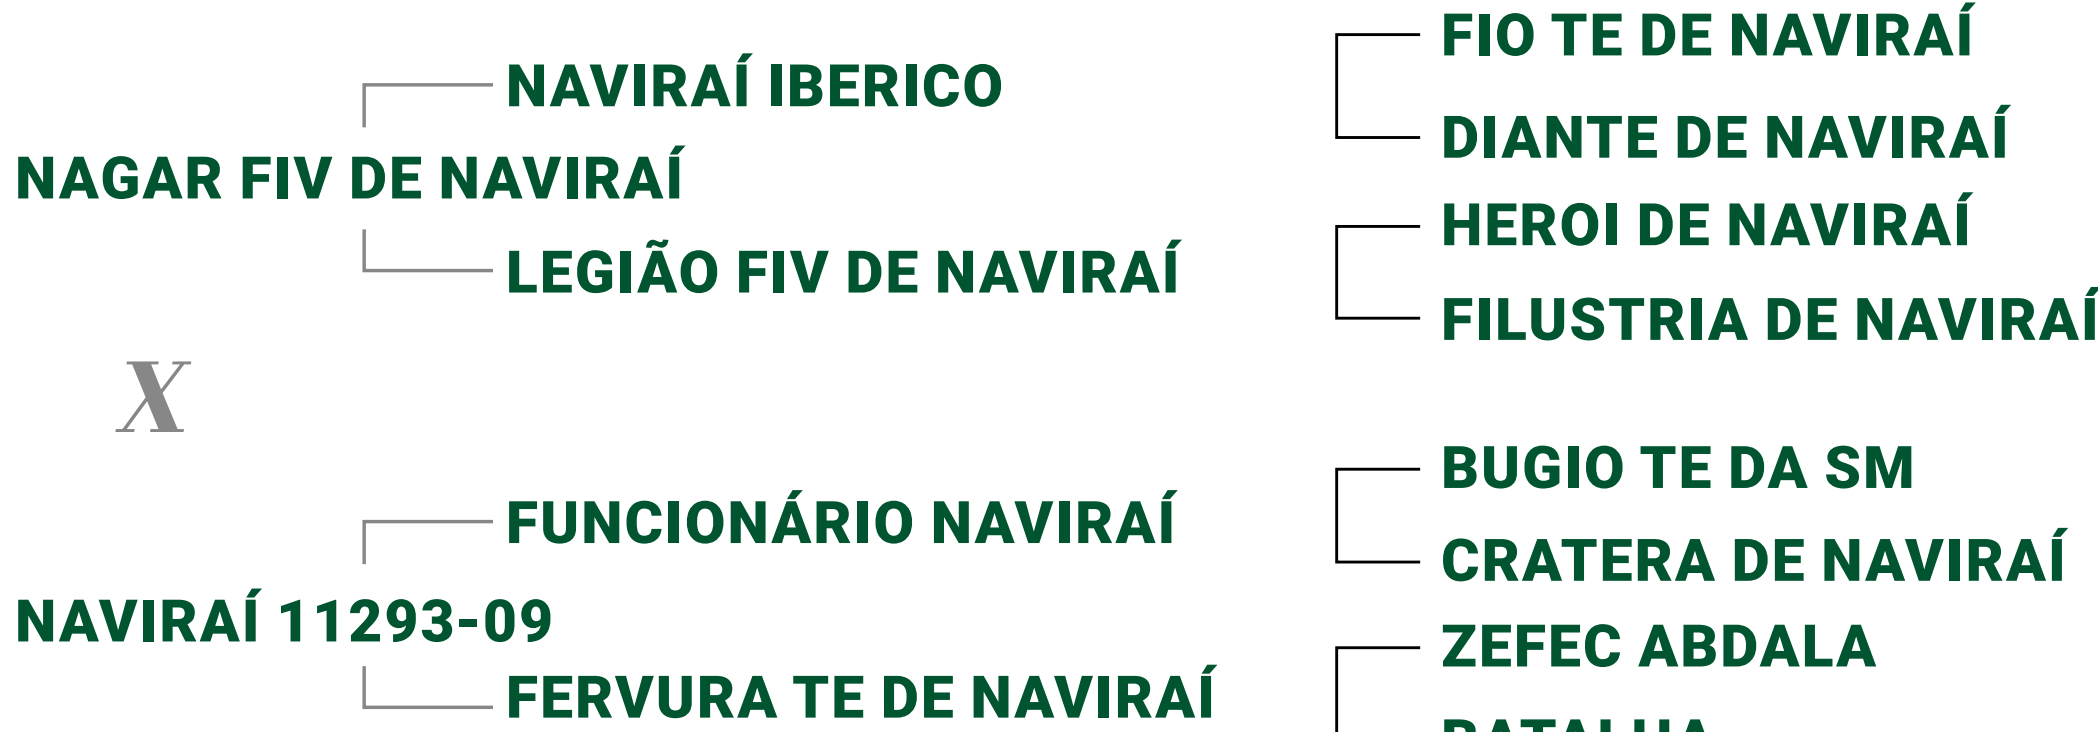 FIO TE DE NAVIRAÍ
NAVIRAÍ IBERICO
DIANTE DE NAVIRAÍ
NAGAR FIV DE NAVIRAÍ
HEROI DE NAVIRAÍ
LEGIÃO FIV DE NAVIRAÍ
FILUSTRIA DE NAVIRAÍ
X
BUGIO TE DA SM
FUNCIONÁRIO NAVIRAÍ
CRATERA DE NAVIRAÍ
NAVIRAÍ 11293-09
ZEFEC ABDALA
FERVURA TE DE NAVIRAÍ